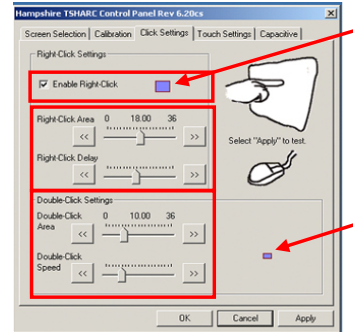 Hampshire TSHARC Control Panel Rev 6.20cs
Screen Selection Calibration Click Settings Touch Settings Capacitive
Right-Click Settings
Enable Right-Click
Right-Click Area 0 18.00 36
<< >>
Select "Apply" to test.
Right-Click Delay
<< >>
Double-Click Settings
Double-Click Area 0 10.00 36
<< >>
Double-Click Speed
<< >>
OK Cancel Apply